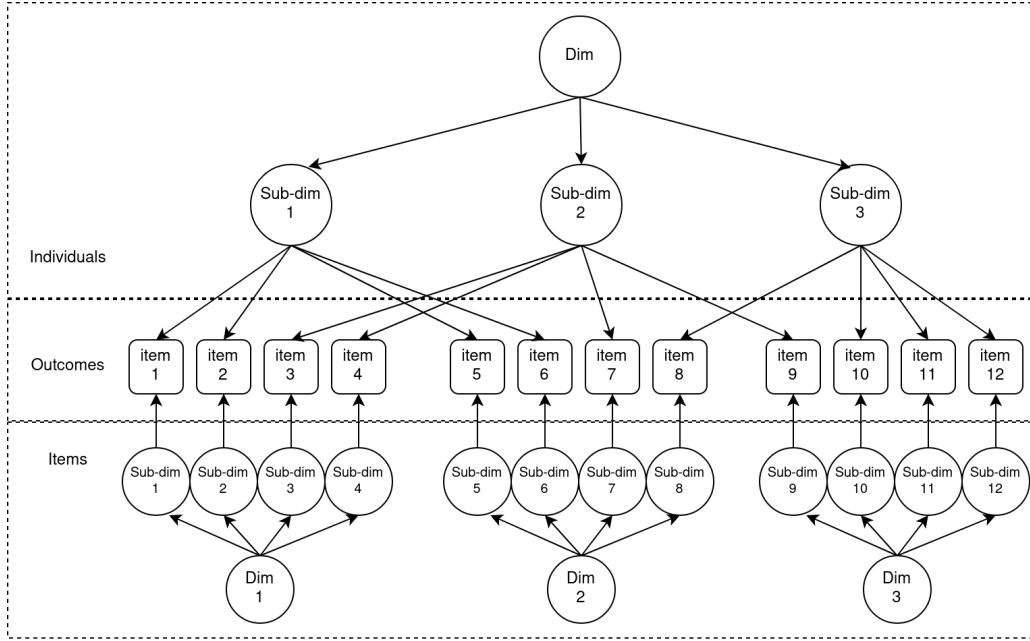 Dim
Sub-dim
1
Sub-dim
2
Sub-dim
3
Individuals
Outcomes
item
1
item
2
item
3
item
4
item
5
item
6
item
7
item
8
item
9
item
10
item
11
item
12
Items
Sub-dim
1
Sub-dim
2
Sub-dim
3
Sub-dim
4
Sub-dim
5
Sub-dim
6
Sub-dim
7
Sub-dim
8
Sub-dim
9
Sub-dim
10
Sub-dim
11
Sub-dim
12
Dim
1
Dim
2
Dim
3